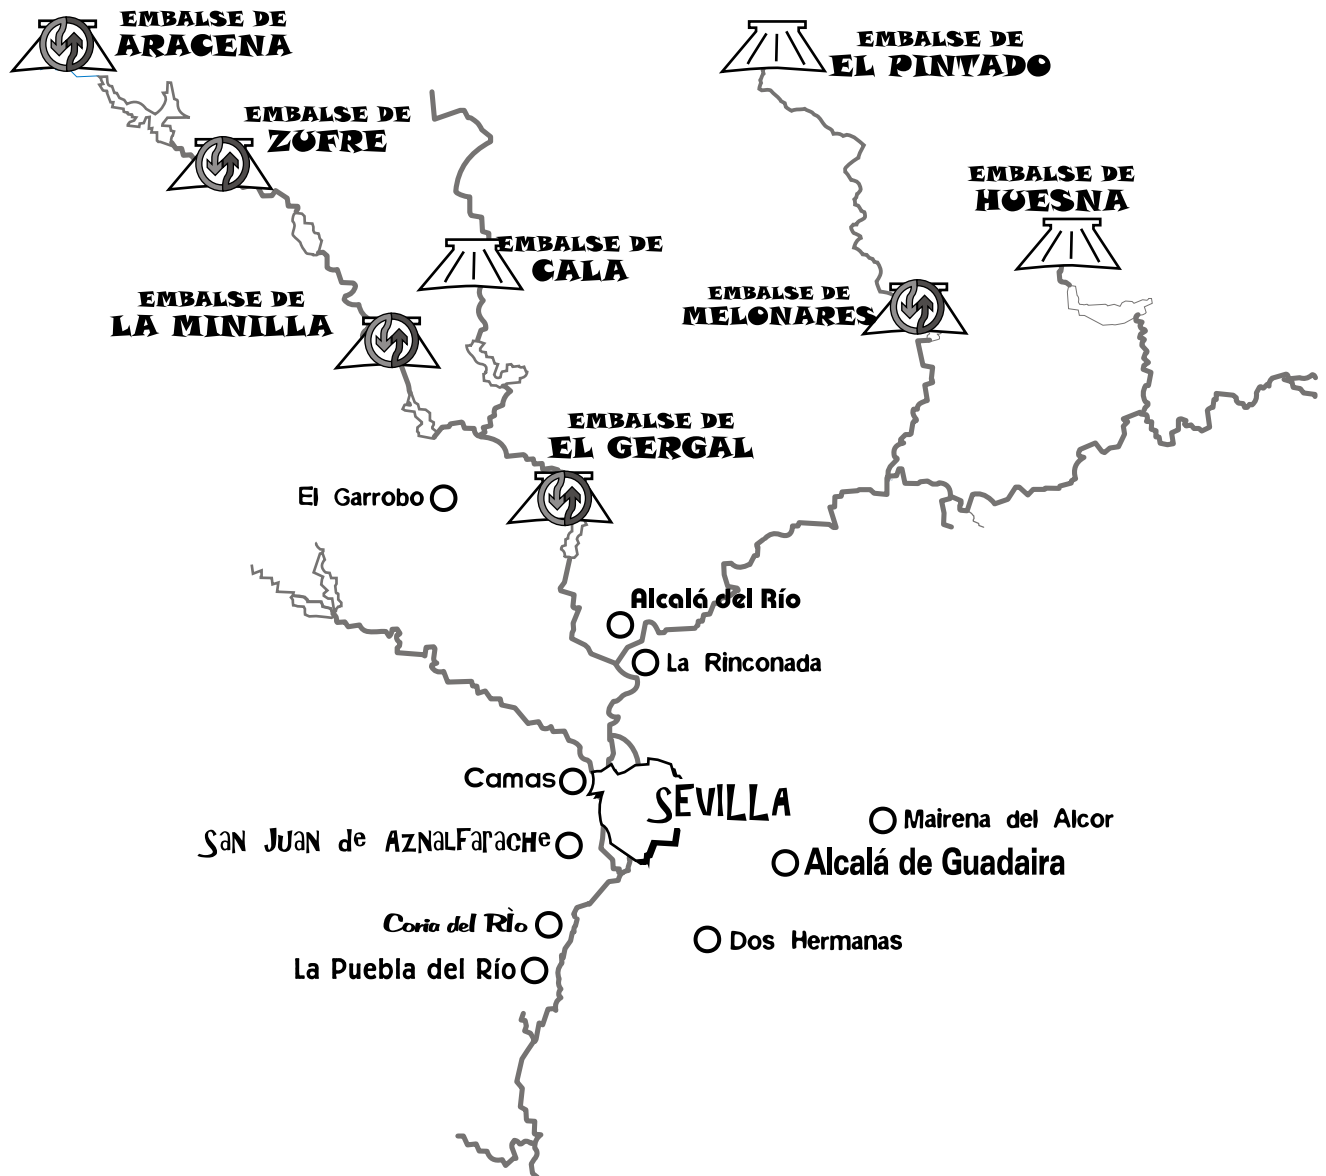 EMBALSE DE
ARACENA
EMBALSE DE
EL PINTADO
EMBALSE DE
ZUFRE
EMBALSE DE
HUESNA
EMBALSE DE
CALA
EMBALSE DE
LA MINILLA
EMBALSE DE
MELONARES
EMBALSE DE
EL GERGAL
El Garrobo
Alcalá del Río
La Rinconada
Camas
SEVILLA
Mairena del Alcor
San Juan de Aznalfarache
Alcalá de Guadaira
Coria del Rìo
Dos Hermanas
La Puebla del Río